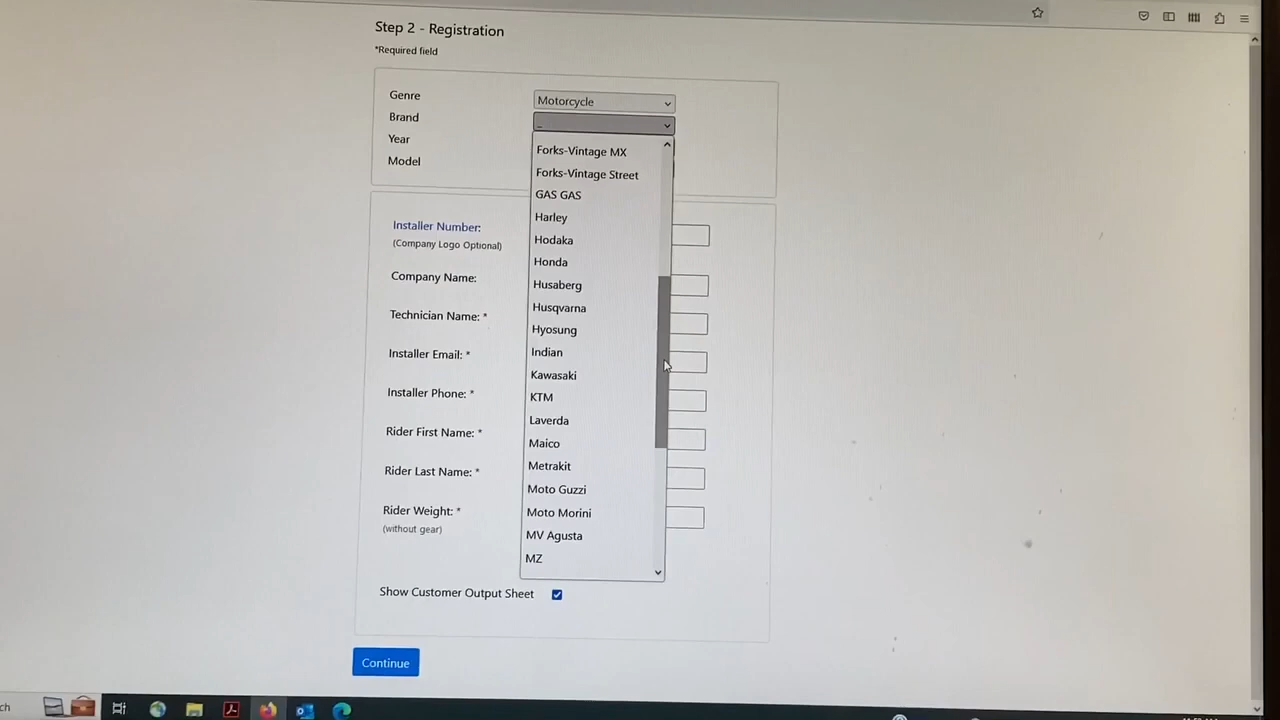 Step 2 - Registration
*Required field
Genre
Motorcycle
Brand
_
Year
Model
Forks-Vintage MX
Forks-Vintage Street
GAS GAS
Harley
Hodaka
Honda
Husaberg
Husqvarna
Hyosung
Indian
Kawasaki
KTM
Laverda
Maico
Metrakit
Moto Guzzi
Moto Morini
MV Agusta
MZ
Installer Number:
(Company Logo Optional)
Company Name:
Technician Name: *
Installer Email: *
Installer Phone: *
Rider First Name: *
Rider Last Name: *
Rider Weight: *
(without gear)
Show Customer Output Sheet
Continue
ch